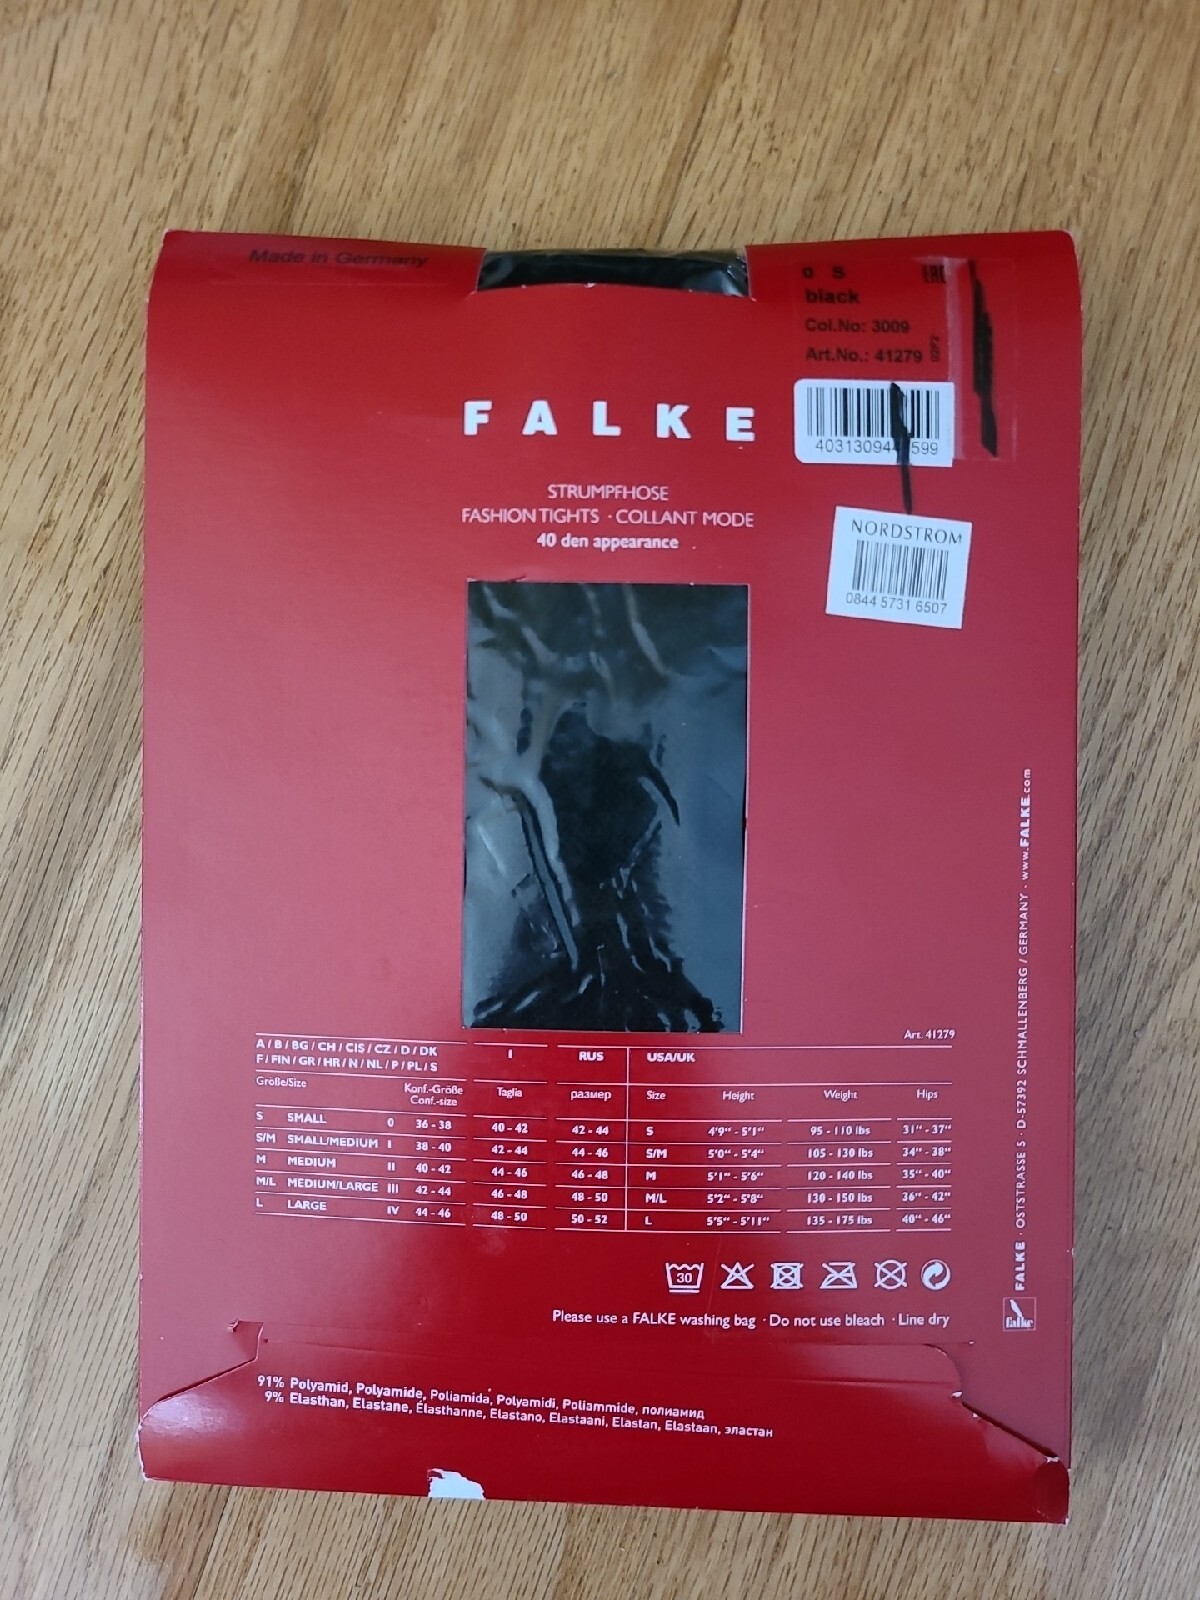 Made in Germany
0 S
black
EAC
Col.No: 3009
Art.No.: 41279
02F2
FALKE
403130944 599
STRUMPFHOSE
FASHION TIGHTS · COLLANT MODE
40 den appearance
NORDSTROM
0844 5731 6507
Art. 41279
A / B / BG / CH / CIS / CZ / D / DK I RUS USA/UK
F / FIN / GR / HR / N / NL / P / PL / S
Größe/Size Konf.-Größe Taglia размер Size Height Weight Hips
Conf.-size
S SMALL 0 36 - 38 40 - 42 42 - 44 S 4'9" - 5'1" 95 - 110 lbs 31" - 37"
S/M SMALL/MEDIUM I 38 - 40 42 - 44 44 - 46 S/M 5'0" - 5'4" 105 - 130 lbs 34" - 38"
M MEDIUM II 40 - 42 44 - 46 46 - 48 M 5'1" - 5'6" 120 - 140 lbs 35" - 40"
M/L MEDIUM/LARGE III 42 - 44 46 - 48 48 - 50 M/L 5'2" - 5'8" 130 - 150 lbs 36" - 42"
L LARGE IV 44 - 46 48 - 50 50 - 52 L 5'5" - 5'11" 135 - 175 lbs 40" - 46"
30
Please use a FALKE washing bag · Do not use bleach · Line dry
91% Polyamid, Polyamide, Poliamida, Polyamidi, Poliammide, полиамид
9% Elasthan, Elastane, Élasthanne, Elastano, Elastaani, Elastan, Elastaan, эластан
falke
FALKE · OSTSTRASSE 5 · D-57392 SCHMALLENBERG / GERMANY · www.FALKE.com